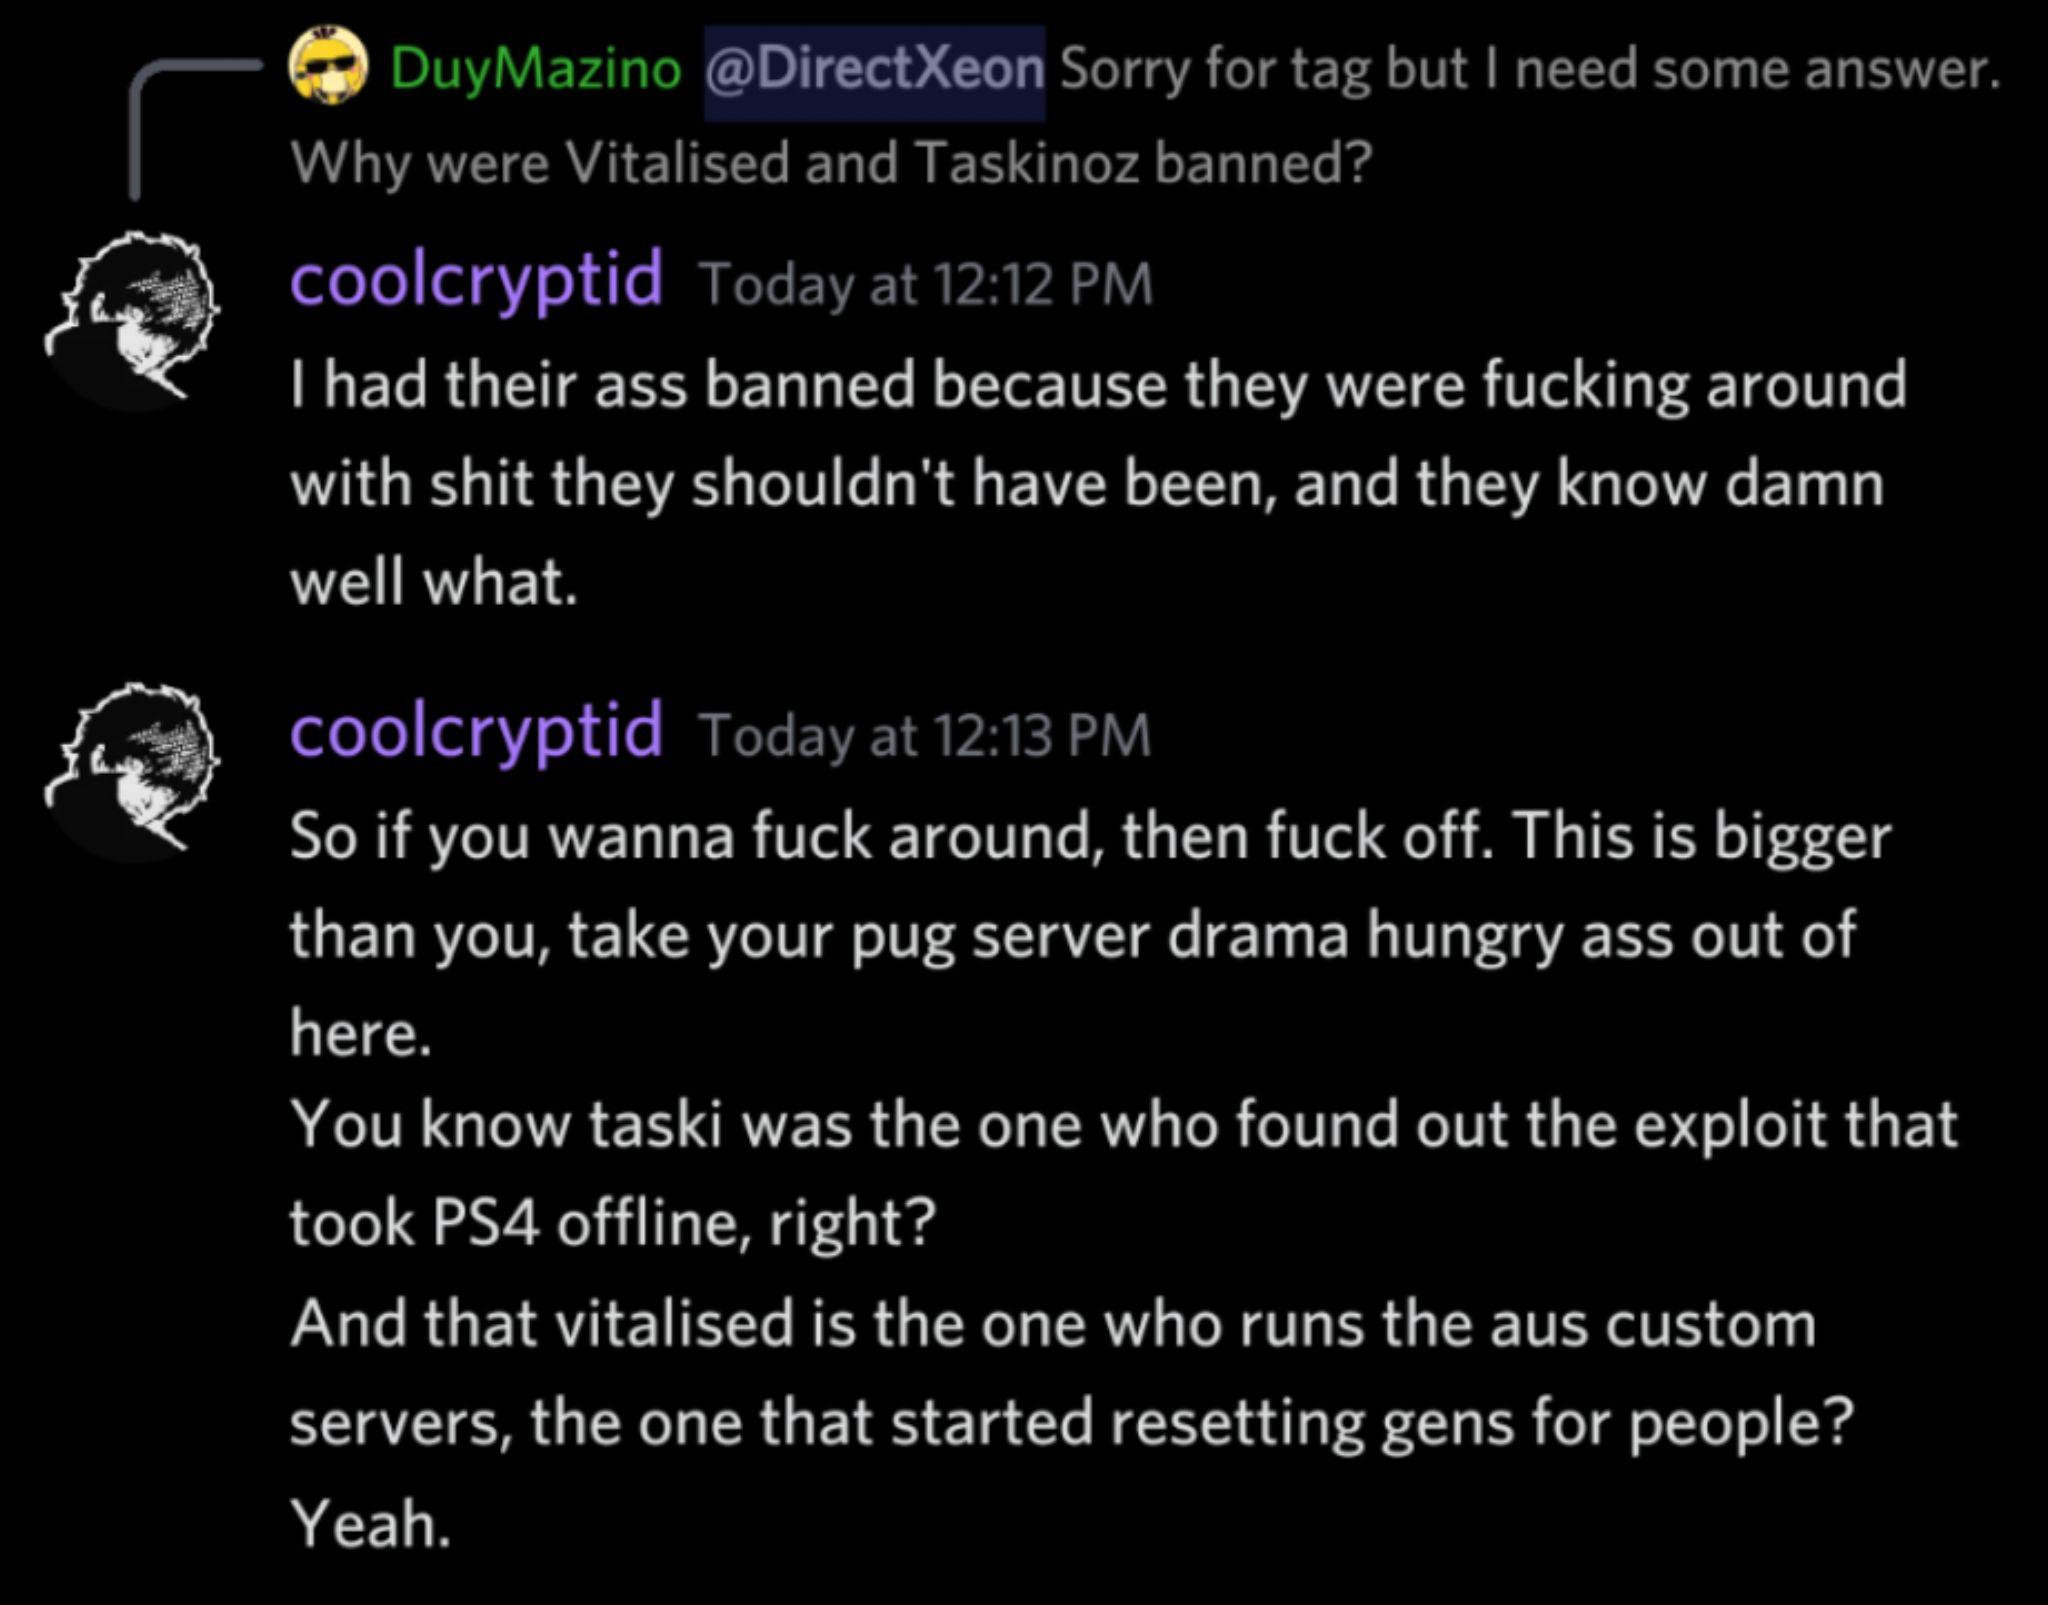 DuyMazino @DirectXeon Sorry for tag but I need some answer.
Why were Vitalised and Taskinoz banned?
coolcryptid Today at 12:12 PM
I had their ass banned because they were fucking around
with shit they shouldn't have been, and they know damn
well what.
coolcryptid Today at 12:13 PM
So if you wanna fuck around, then fuck off. This is bigger
than you, take your pug server drama hungry ass out of
here.
You know taski was the one who found out the exploit that
took PS4 offline, right?
And that vitalised is the one who runs the aus custom
servers, the one that started resetting gens for people?
Yeah.